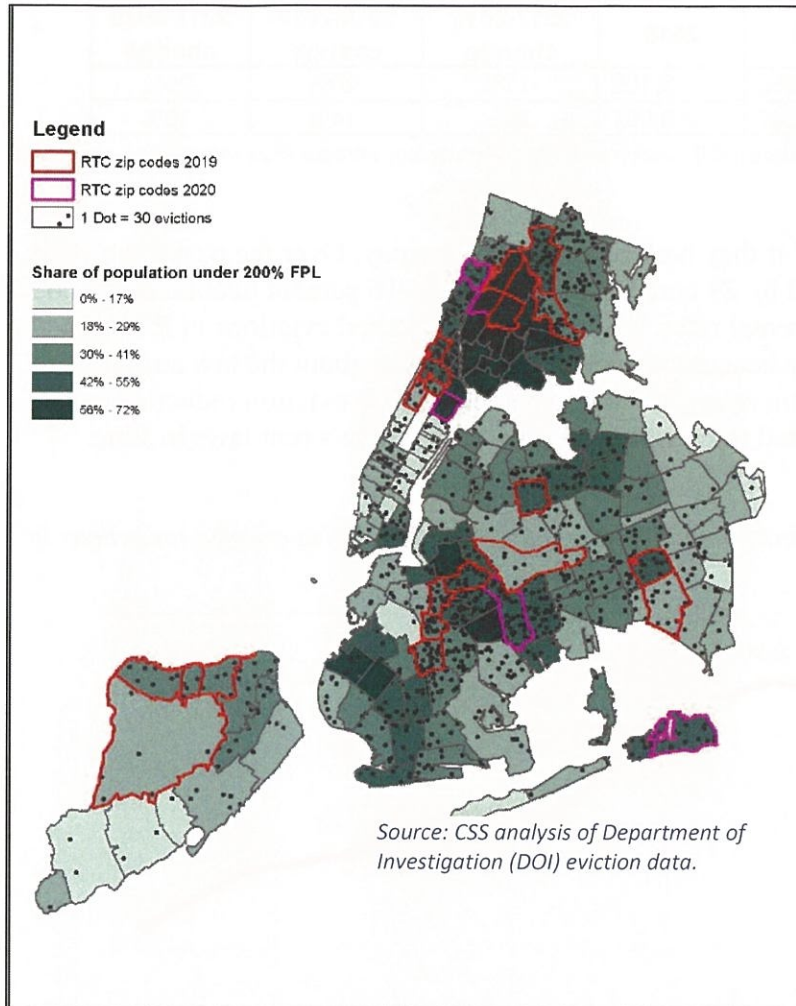 Legend
RTC zip codes 2019
RTC zip codes 2020
1 Dot = 30 evictions
Share of population under 200% FPL
0% - 17%
18% - 29%
30% - 41%
42% - 55%
56% - 72%
Source: CSS analysis of Department of
Investigation (DOI) eviction data.